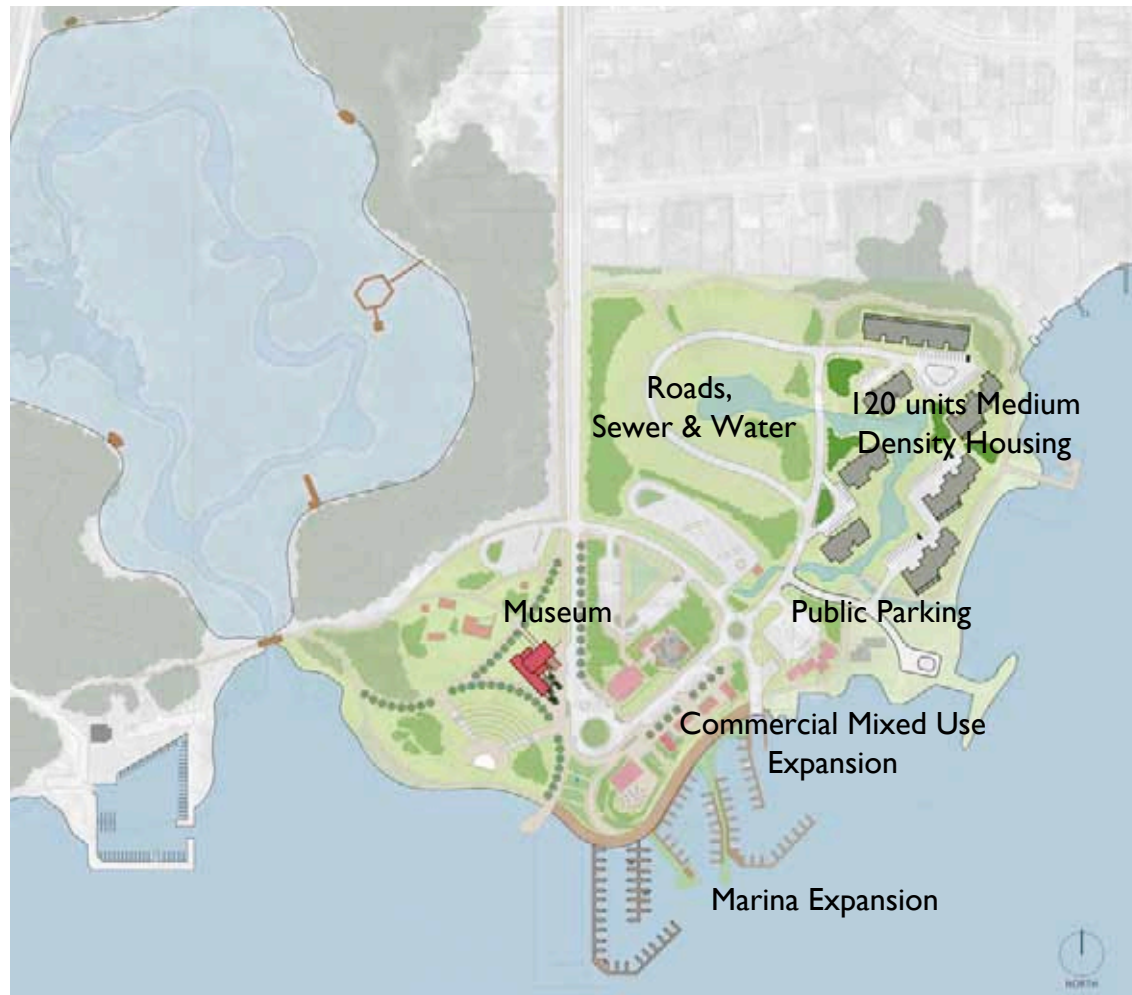 Roads,
Sewer & Water
120 units Medium
Density Housing
Museum
Public Parking
Commercial Mixed Use
Expansion
Marina Expansion
NORTH